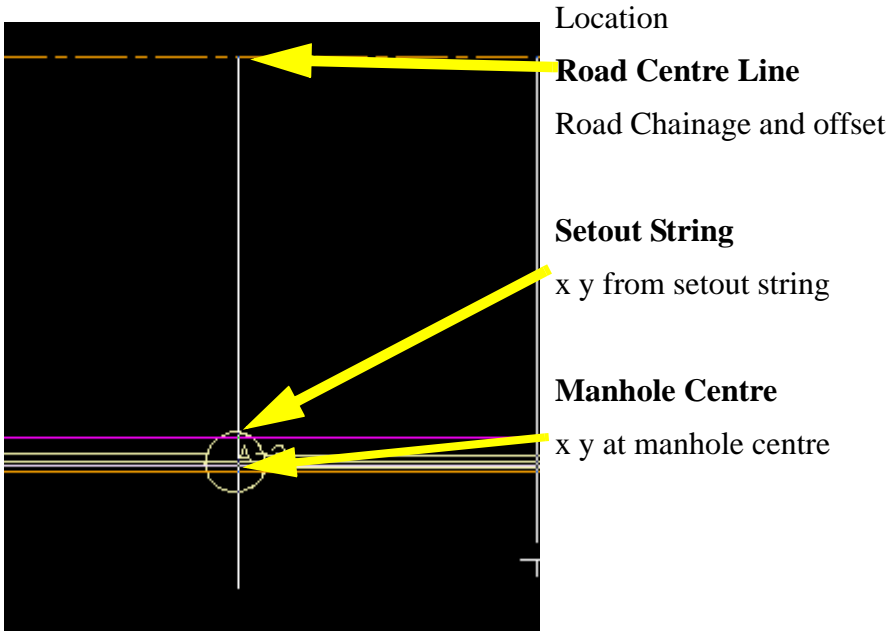 Location
Road Centre Line
Road Chainage and offset
Setout String
x y from setout string
Manhole Centre
x y at manhole centre